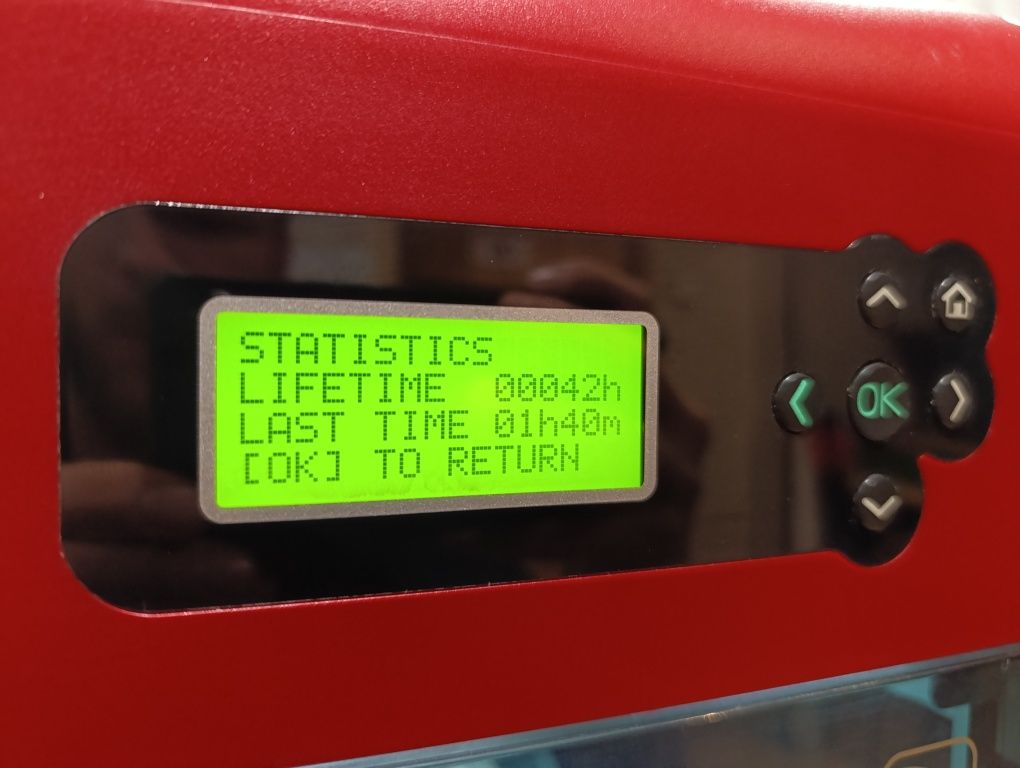 STATISTICS
LIFETIME 00042h
LAST TIME 01h40m
[OK] TO RETURN
OK